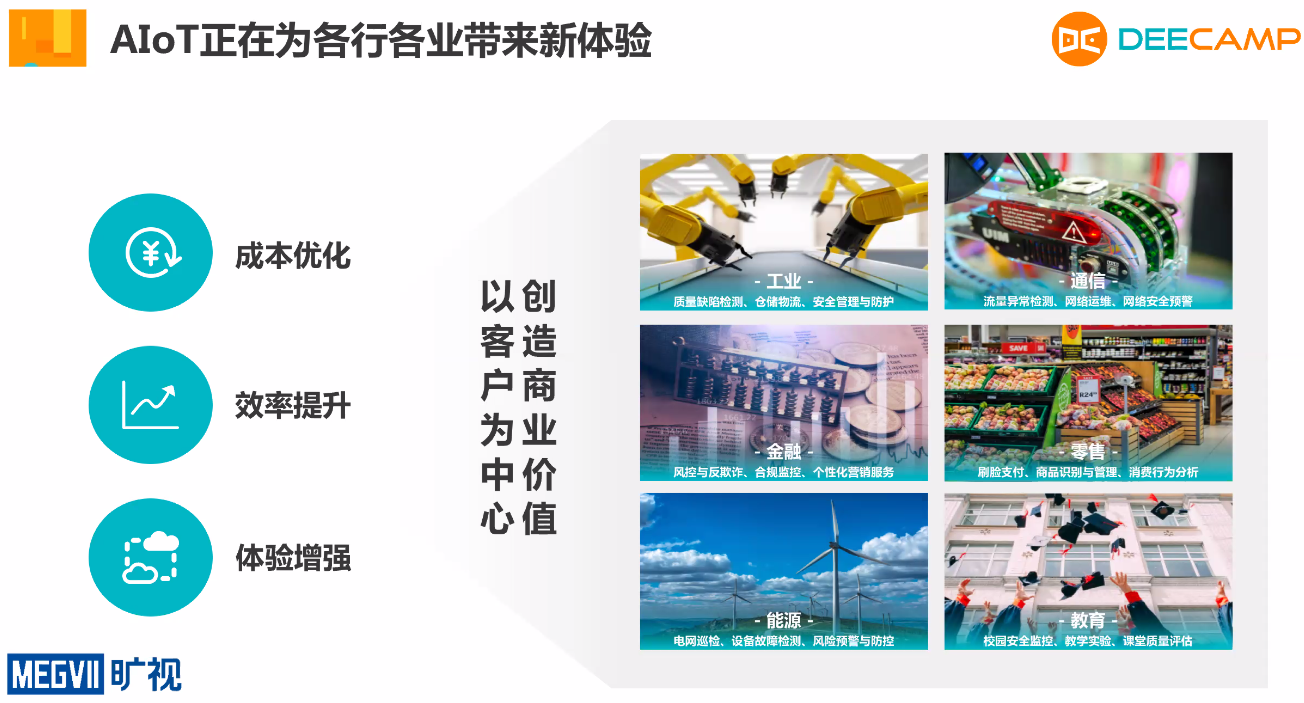 AIoT正在为各行各业带来新体验
DEECAMP
成本优化
效率提升
体验增强
以客户为中心
创造商业价值
- 工业 -
质量缺陷检测、仓储物流、安全管理与防护
- 通信 -
流量异常检测、网络运维、网络安全预警
UIM
- 金融 -
风控与反欺诈、合规监控、个性化营销服务
SAVE
R24
- 零售 -
刷脸支付、商品识别与管理、消费行为分析
- 能源 -
电网巡检、设备故障检测、风险预警与防控
- 教育 -
校园安全监控、教学实验、课堂质量评估
MEGVII 旷视